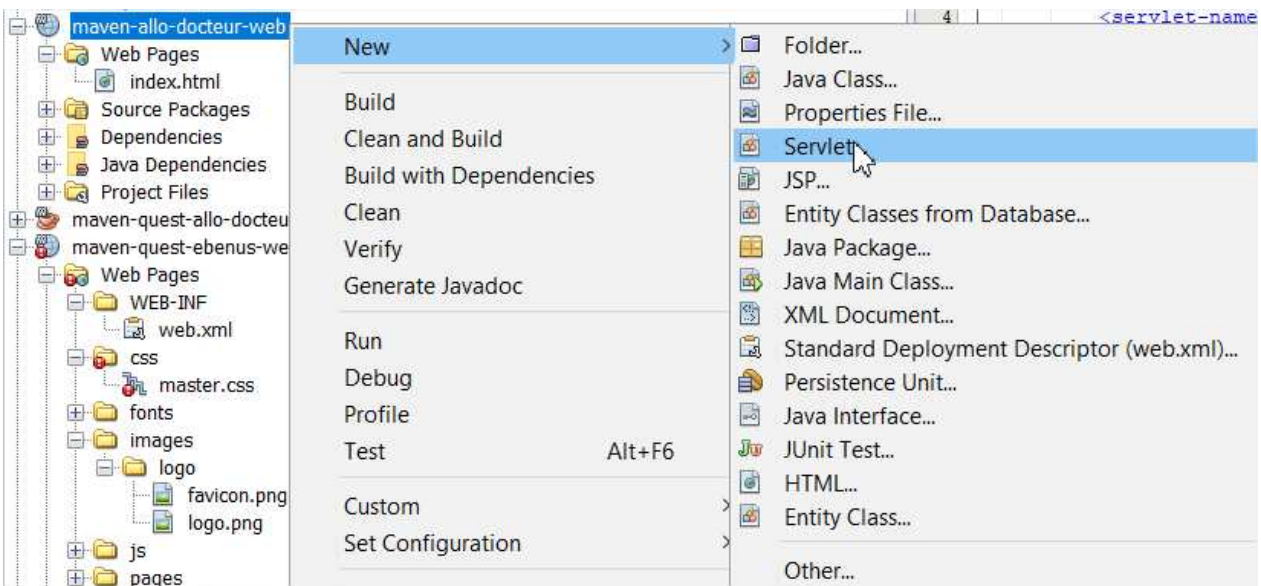 maven-allo-docteur-web
Web Pages
index.html
Source Packages
Dependencies
Java Dependencies
Project Files
maven-quest-allo-docteu
maven-quest-ebenus-we
Web Pages
WEB-INF
web.xml
css
master.css
fonts
images
logo
favicon.png
logo.png
js
pages
New
Build
Clean and Build
Build with Dependencies
Clean
Verify
Generate Javadoc
Run
Debug
Profile
Test Alt+F6
Custom
Set Configuration
4 <servlet-name
Folder...
Java Class...
Properties File...
Servlet...
JSP...
Entity Classes from Database...
Java Package...
Java Main Class...
XML Document...
Standard Deployment Descriptor (web.xml)...
Persistence Unit...
Java Interface...
JUnit Test...
HTML...
Entity Class...
Other...